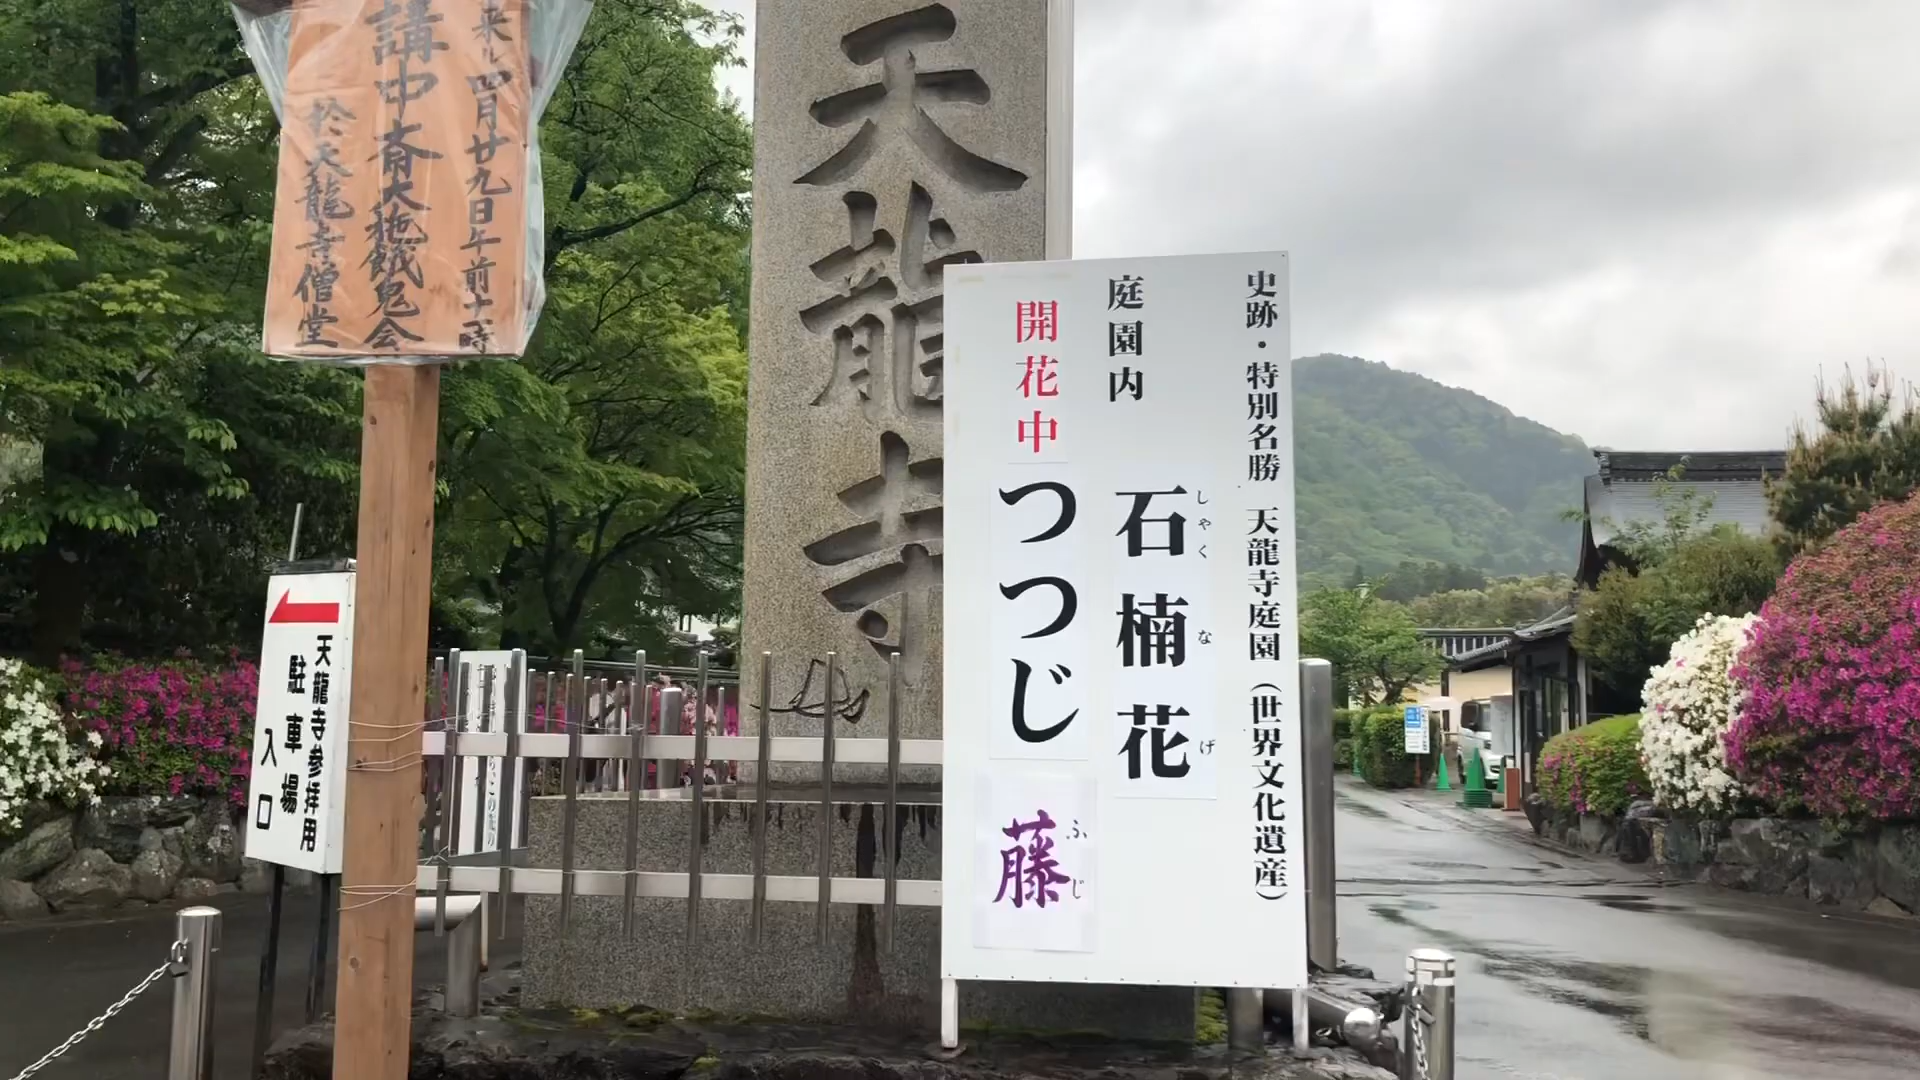 来ル四月廿九日午前十時
講中斎大施餓鬼会
於天龍寺僧堂
天龍寺
史跡・特別名勝 天龍寺庭園（世界文化遺産）
庭園内
石楠花
しゃくなげ
開花中
つつじ
藤
ふじ
天龍寺参拝用
駐車場
入口